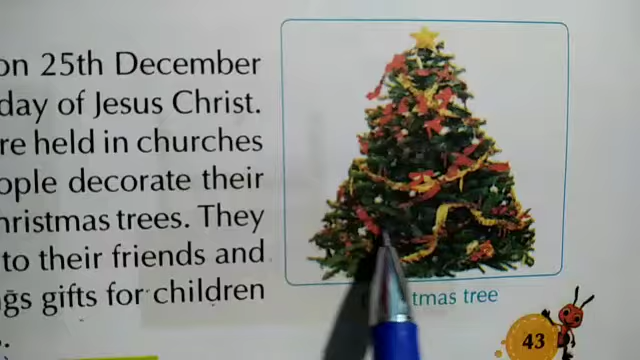 on 25th December
day of Jesus Christ.
re held in churches
ople decorate their
hristmas trees. They
to their friends and
gs gifts for children
tmas tree
43